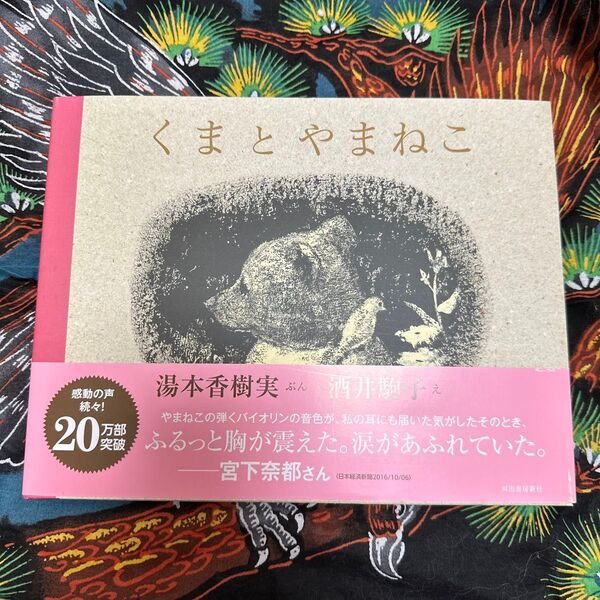 くまとやまねこ
湯本香樹実 ぶん 酒井駒子 え
感動の声
続々!
20万部
突破
やまねこの弾くバイオリンの音色が、私の耳にも届いた気がしたそのとき、
ふるっと胸が震えた。涙があふれていた。
──宮下奈都さん 〈日本経済新聞2016/10/06〉
河出書房新社